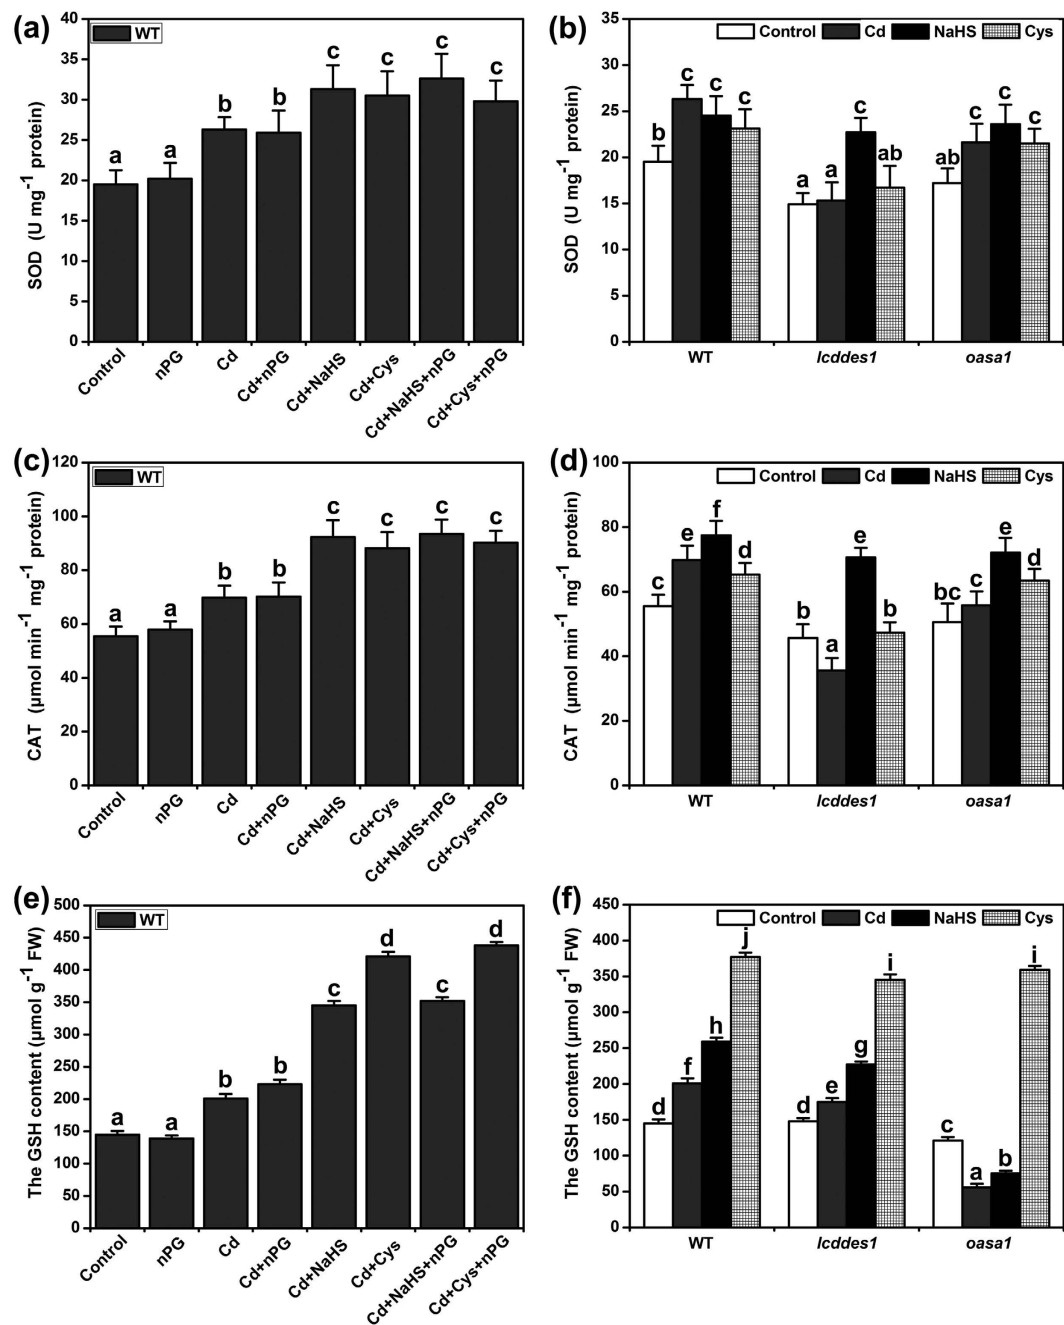 (a)
WT
SOD (U mg⁻¹ protein)
40
35
30
25
20
15
10
5
0
a
a
b
b
c
c
c
c
Control
nPG
Cd
Cd+nPG
Cd+NaHS
Cd+Cys
Cd+NaHS+nPG
Cd+Cys+nPG
(b)
Control Cd NaHS Cys
SOD (U mg⁻¹ protein)
35
30
25
20
15
10
5
0
b
c
c
c
a
a
c
ab
ab
c
c
c
WT lcddes1 oasa1
(c)
WT
CAT (μmol min⁻¹ mg⁻¹ protein)
120
100
80
60
40
20
0
a
a
b
b
c
c
c
c
Control
nPG
Cd
Cd+nPG
Cd+NaHS
Cd+Cys
Cd+NaHS+nPG
Cd+Cys+nPG
(d)
Control Cd NaHS Cys
CAT (μmol min⁻¹ mg⁻¹ protein)
100
80
60
40
20
0
c
e
f
d
b
a
e
b
bc
c
e
d
WT lcddes1 oasa1
(e)
WT
The GSH content (μmol g⁻¹ FW)
500
450
400
350
300
250
200
150
100
50
0
a
a
b
b
c
d
c
d
Control
nPG
Cd
Cd+nPG
Cd+NaHS
Cd+Cys
Cd+NaHS+nPG
Cd+Cys+nPG
(f)
Control Cd NaHS Cys
The GSH content (μmol g⁻¹ FW)
450
400
350
300
250
200
150
100
50
0
d
f
h
j
d
e
g
i
c
a
b
i
WT lcddes1 oasa1